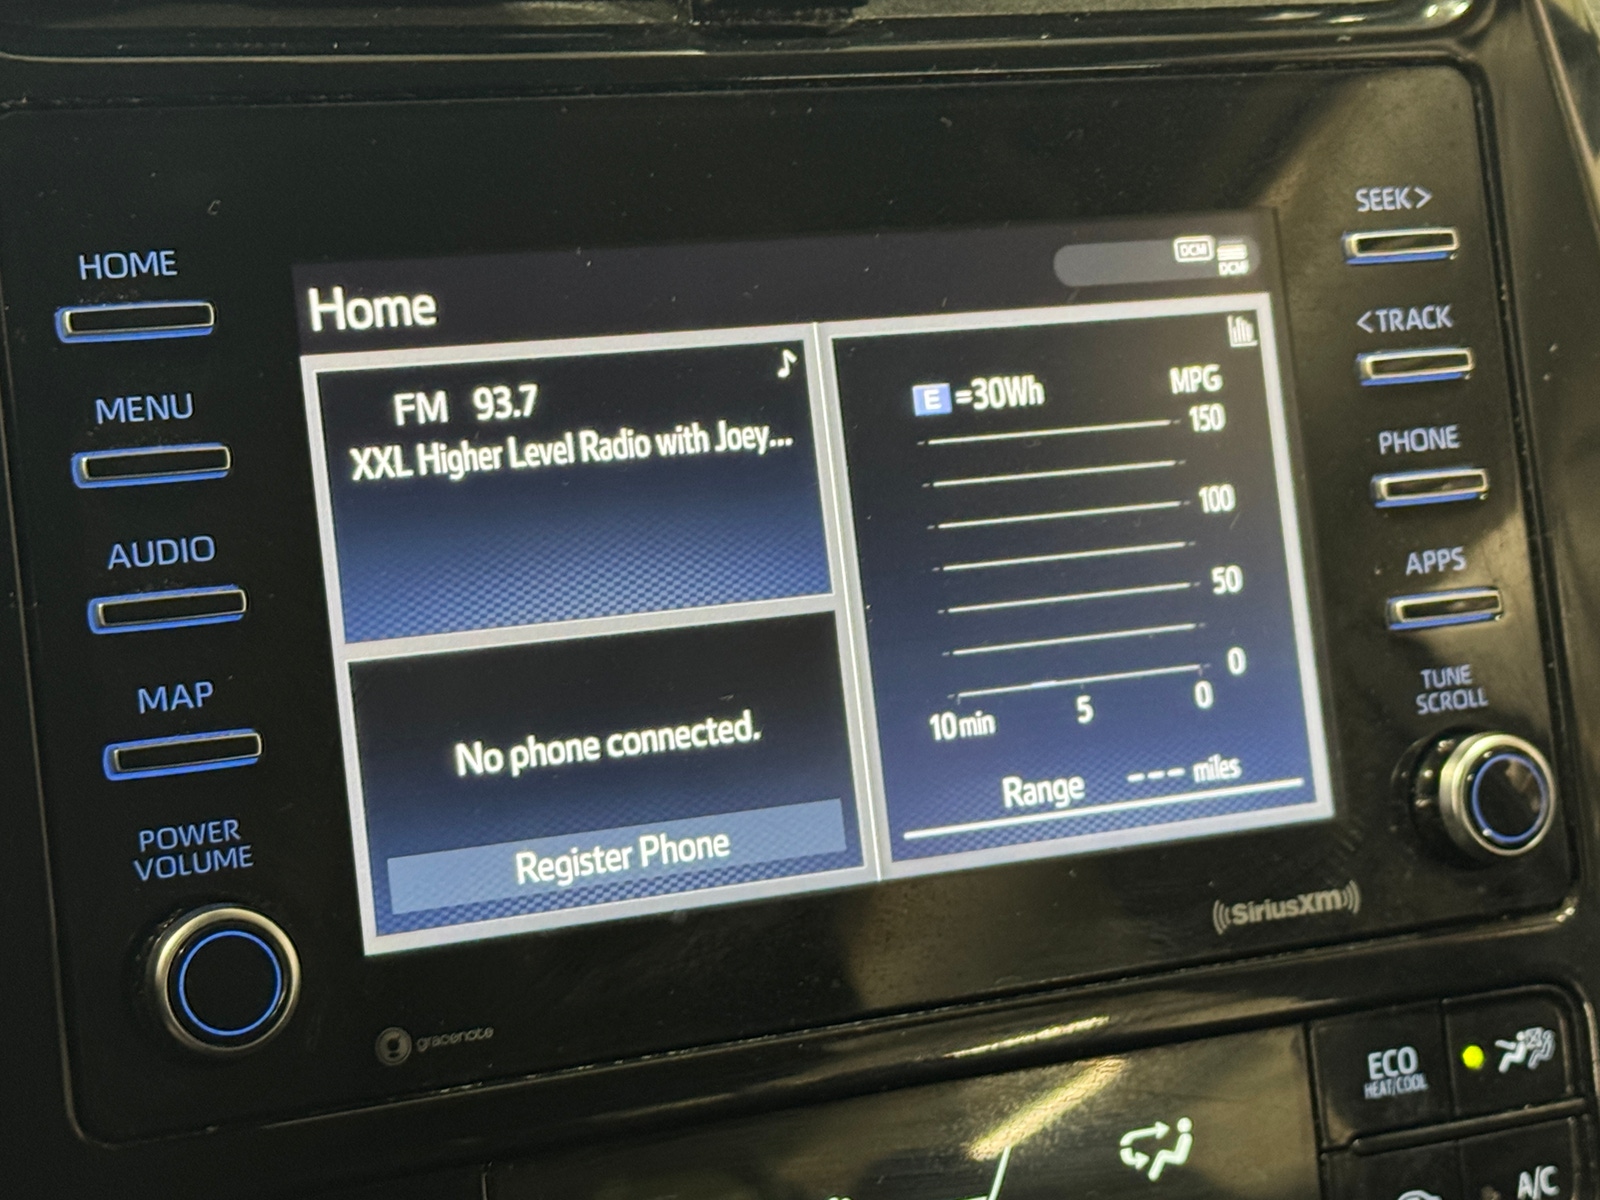 HOME
MENU
AUDIO
MAP
POWER
VOLUME
Home
DCM
DCM
FM 93.7
XXL Higher Level Radio with Joey...
No phone connected.
Register Phone
E =30Wh
MPG
150
100
50
0
10 min 5 0
Range --- miles
SEEK >
< TRACK
PHONE
APPS
TUNE
SCROLL
gracenote
((SiriusXM))
ECO
HEAT/COOL
A/C